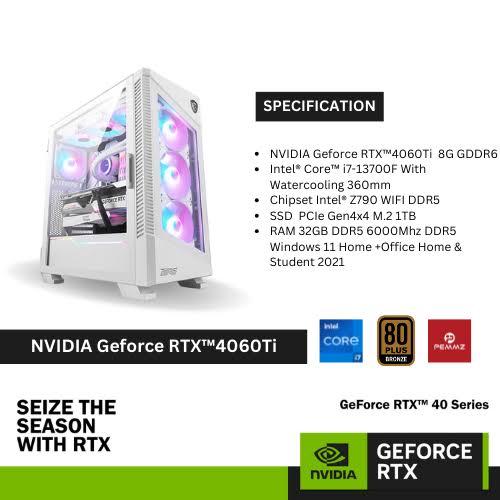 SPECIFICATION
• NVIDIA Geforce RTX™4060Ti 8G GDDR6
• Intel® Core™ i7-13700F With
Watercooling 360mm
• Chipset Intel® Z790 WIFI DDR5
• SSD PCIe Gen4x4 M.2 1TB
• RAM 32GB DDR5 6000Mhz DDR5
Windows 11 Home +Office Home &
Student 2021
NVIDIA Geforce RTX™4060Ti
intel
CORE
i7
80
PLUS
BRONZE
PEMMZ
SEIZE THE
SEASON
WITH RTX
GeForce RTX™ 40 Series
NVIDIA
GEFORCE
RTX